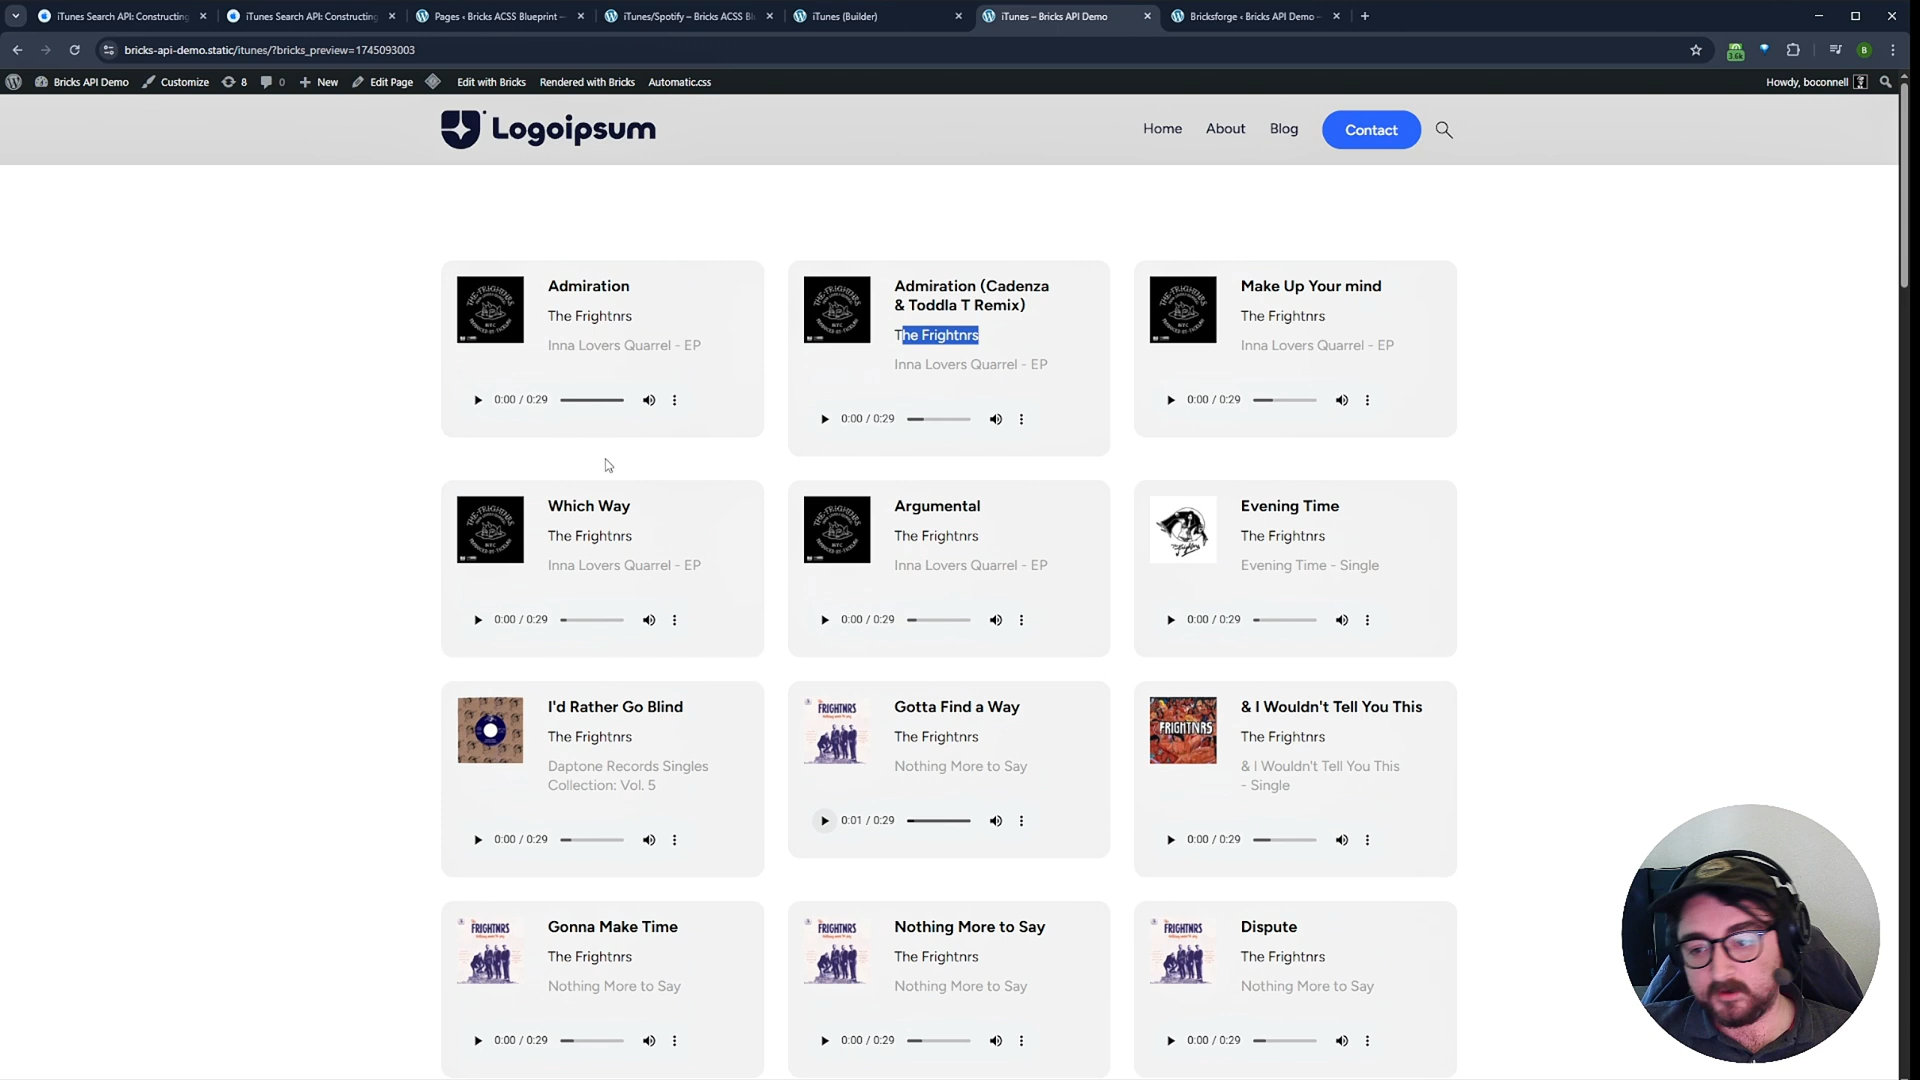 iTunes Search API: Constructing
iTunes Search API: Constructing
Pages ‹ Bricks ACSS Blueprint —
iTunes/Spotify – Bricks ACSS Bl
iTunes (Builder)
iTunes – Bricks API Demo
Bricksforge ‹ Bricks API Demo —
bricks-api-demo.static/itunes/?bricks_preview=1745093003
3.6k
B
Bricks API Demo
Customize
8
0
New
Edit Page
Edit with Bricks
Rendered with Bricks
Automatic.css
Howdy, boconnell
Logoipsum
Home
About
Blog
Contact
Admiration
The Frightnrs
Inna Lovers Quarrel - EP
0:00 / 0:29
Admiration (Cadenza
& Toddla T Remix)
The Frightnrs
Inna Lovers Quarrel - EP
0:00 / 0:29
Make Up Your mind
The Frightnrs
Inna Lovers Quarrel - EP
0:00 / 0:29
Which Way
The Frightnrs
Inna Lovers Quarrel - EP
0:00 / 0:29
Argumental
The Frightnrs
Inna Lovers Quarrel - EP
0:00 / 0:29
Evening Time
The Frightnrs
Evening Time - Single
0:00 / 0:29
I'd Rather Go Blind
The Frightnrs
Daptone Records Singles
Collection: Vol. 5
0:00 / 0:29
FRIGHTNRS
Gotta Find a Way
The Frightnrs
Nothing More to Say
0:01 / 0:29
FRIGHTNRS
& I Wouldn't Tell You This
The Frightnrs
& I Wouldn't Tell You This
- Single
0:00 / 0:29
FRIGHTNRS
Gonna Make Time
The Frightnrs
Nothing More to Say
0:00 / 0:29
FRIGHTNRS
Nothing More to Say
The Frightnrs
Nothing More to Say
0:00 / 0:29
FRIGHTNRS
Dispute
The Frightnrs
Nothing More to Say
0:00 / 0:29